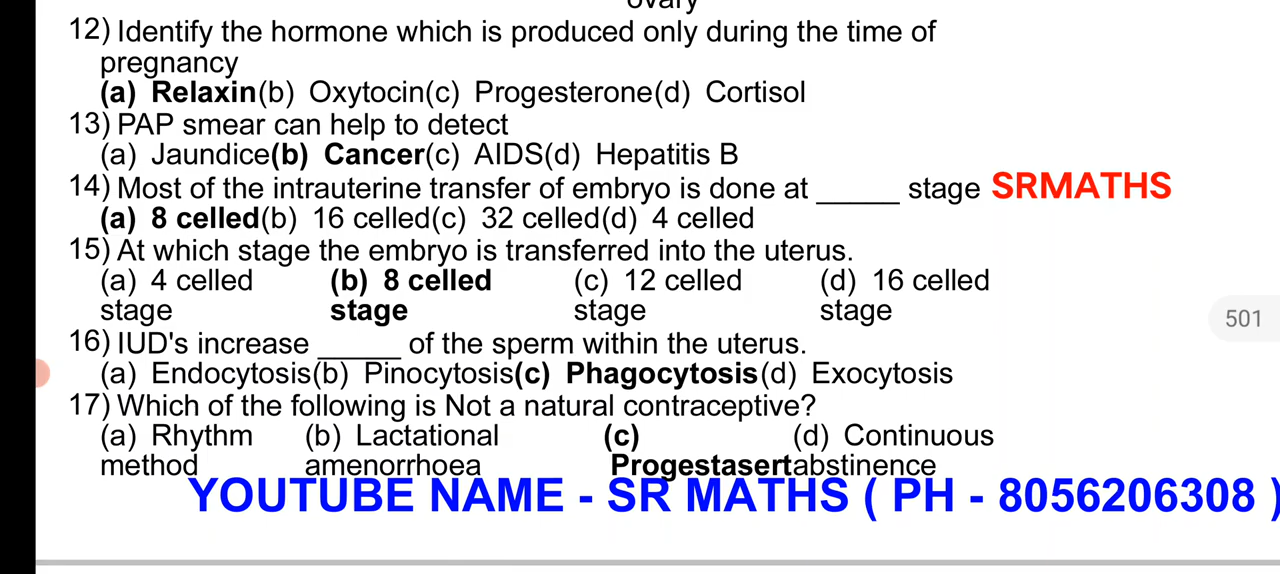 ovary
12) Identify the hormone which is produced only during the time of
pregnancy
(a) Relaxin(b) Oxytocin(c) Progesterone(d) Cortisol
13) PAP smear can help to detect
(a) Jaundice(b) Cancer(c) AIDS(d) Hepatitis B
14) Most of the intrauterine transfer of embryo is done at _____ stage SRMATHS
(a) 8 celled(b) 16 celled(c) 32 celled(d) 4 celled
15) At which stage the embryo is transferred into the uterus.
(a) 4 celled (b) 8 celled (c) 12 celled (d) 16 celled
stage stage stage stage
501
16) IUD's increase _____ of the sperm within the uterus.
(a) Endocytosis(b) Pinocytosis(c) Phagocytosis(d) Exocytosis
17) Which of the following is Not a natural contraceptive?
(a) Rhythm (b) Lactational (c) (d) Continuous
method amenorrhoea Progestasertabstinence
YOUTUBE NAME - SR MATHS ( PH - 8056206308 )